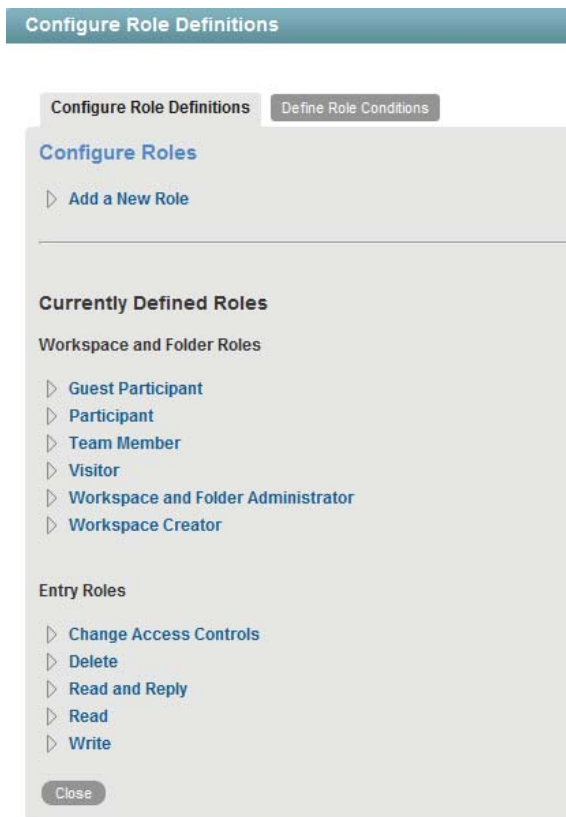 Configure Role Definitions
Configure Role Definitions Define Role Conditions
Configure Roles
Add a New Role
Currently Defined Roles
Workspace and Folder Roles
Guest Participant
Participant
Team Member
Visitor
Workspace and Folder Administrator
Workspace Creator
Entry Roles
Change Access Controls
Delete
Read and Reply
Read
Write
Close